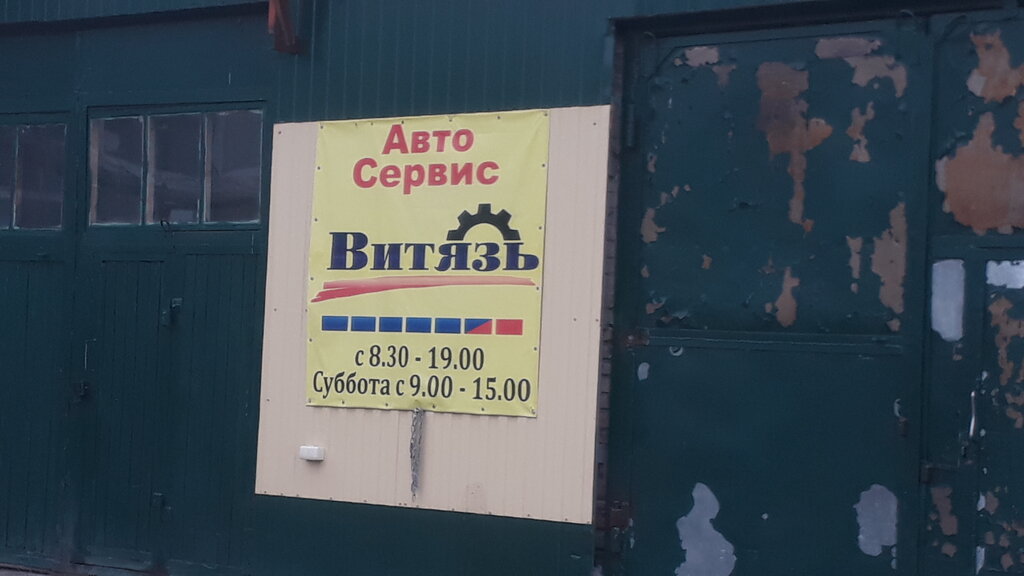 Авто
Сервис
Витязь
с 8.30 - 19.00
Суббота с 9.00 - 15.00